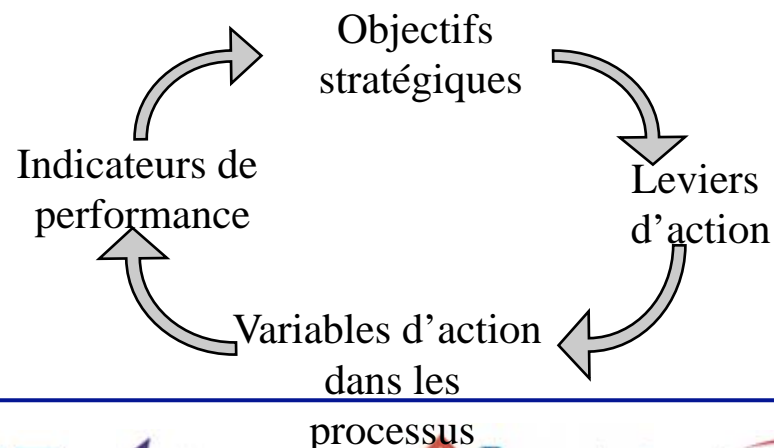 Objectifs
stratégiques
Indicateurs de
performance
Leviers
d’action
Variables d’action
dans les
processus